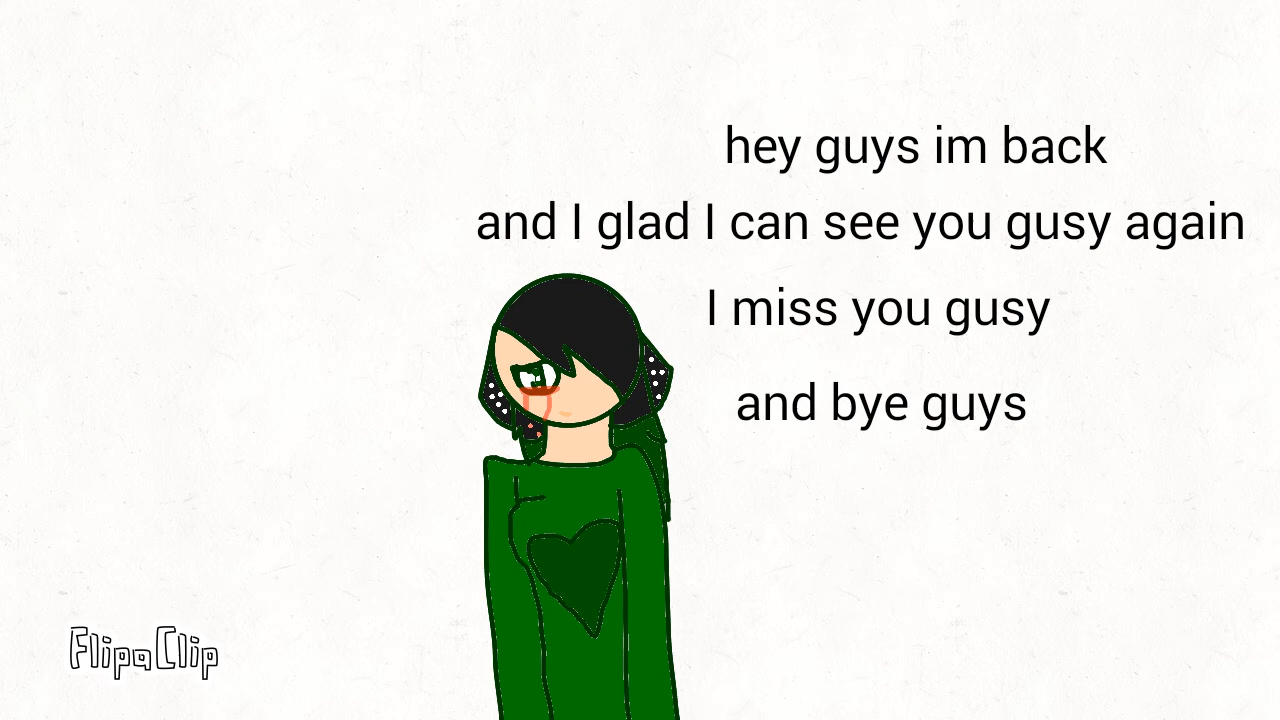 hey guys im back
and I glad I can see you gusy again
I miss you gusy
and bye guys
FlipaClip